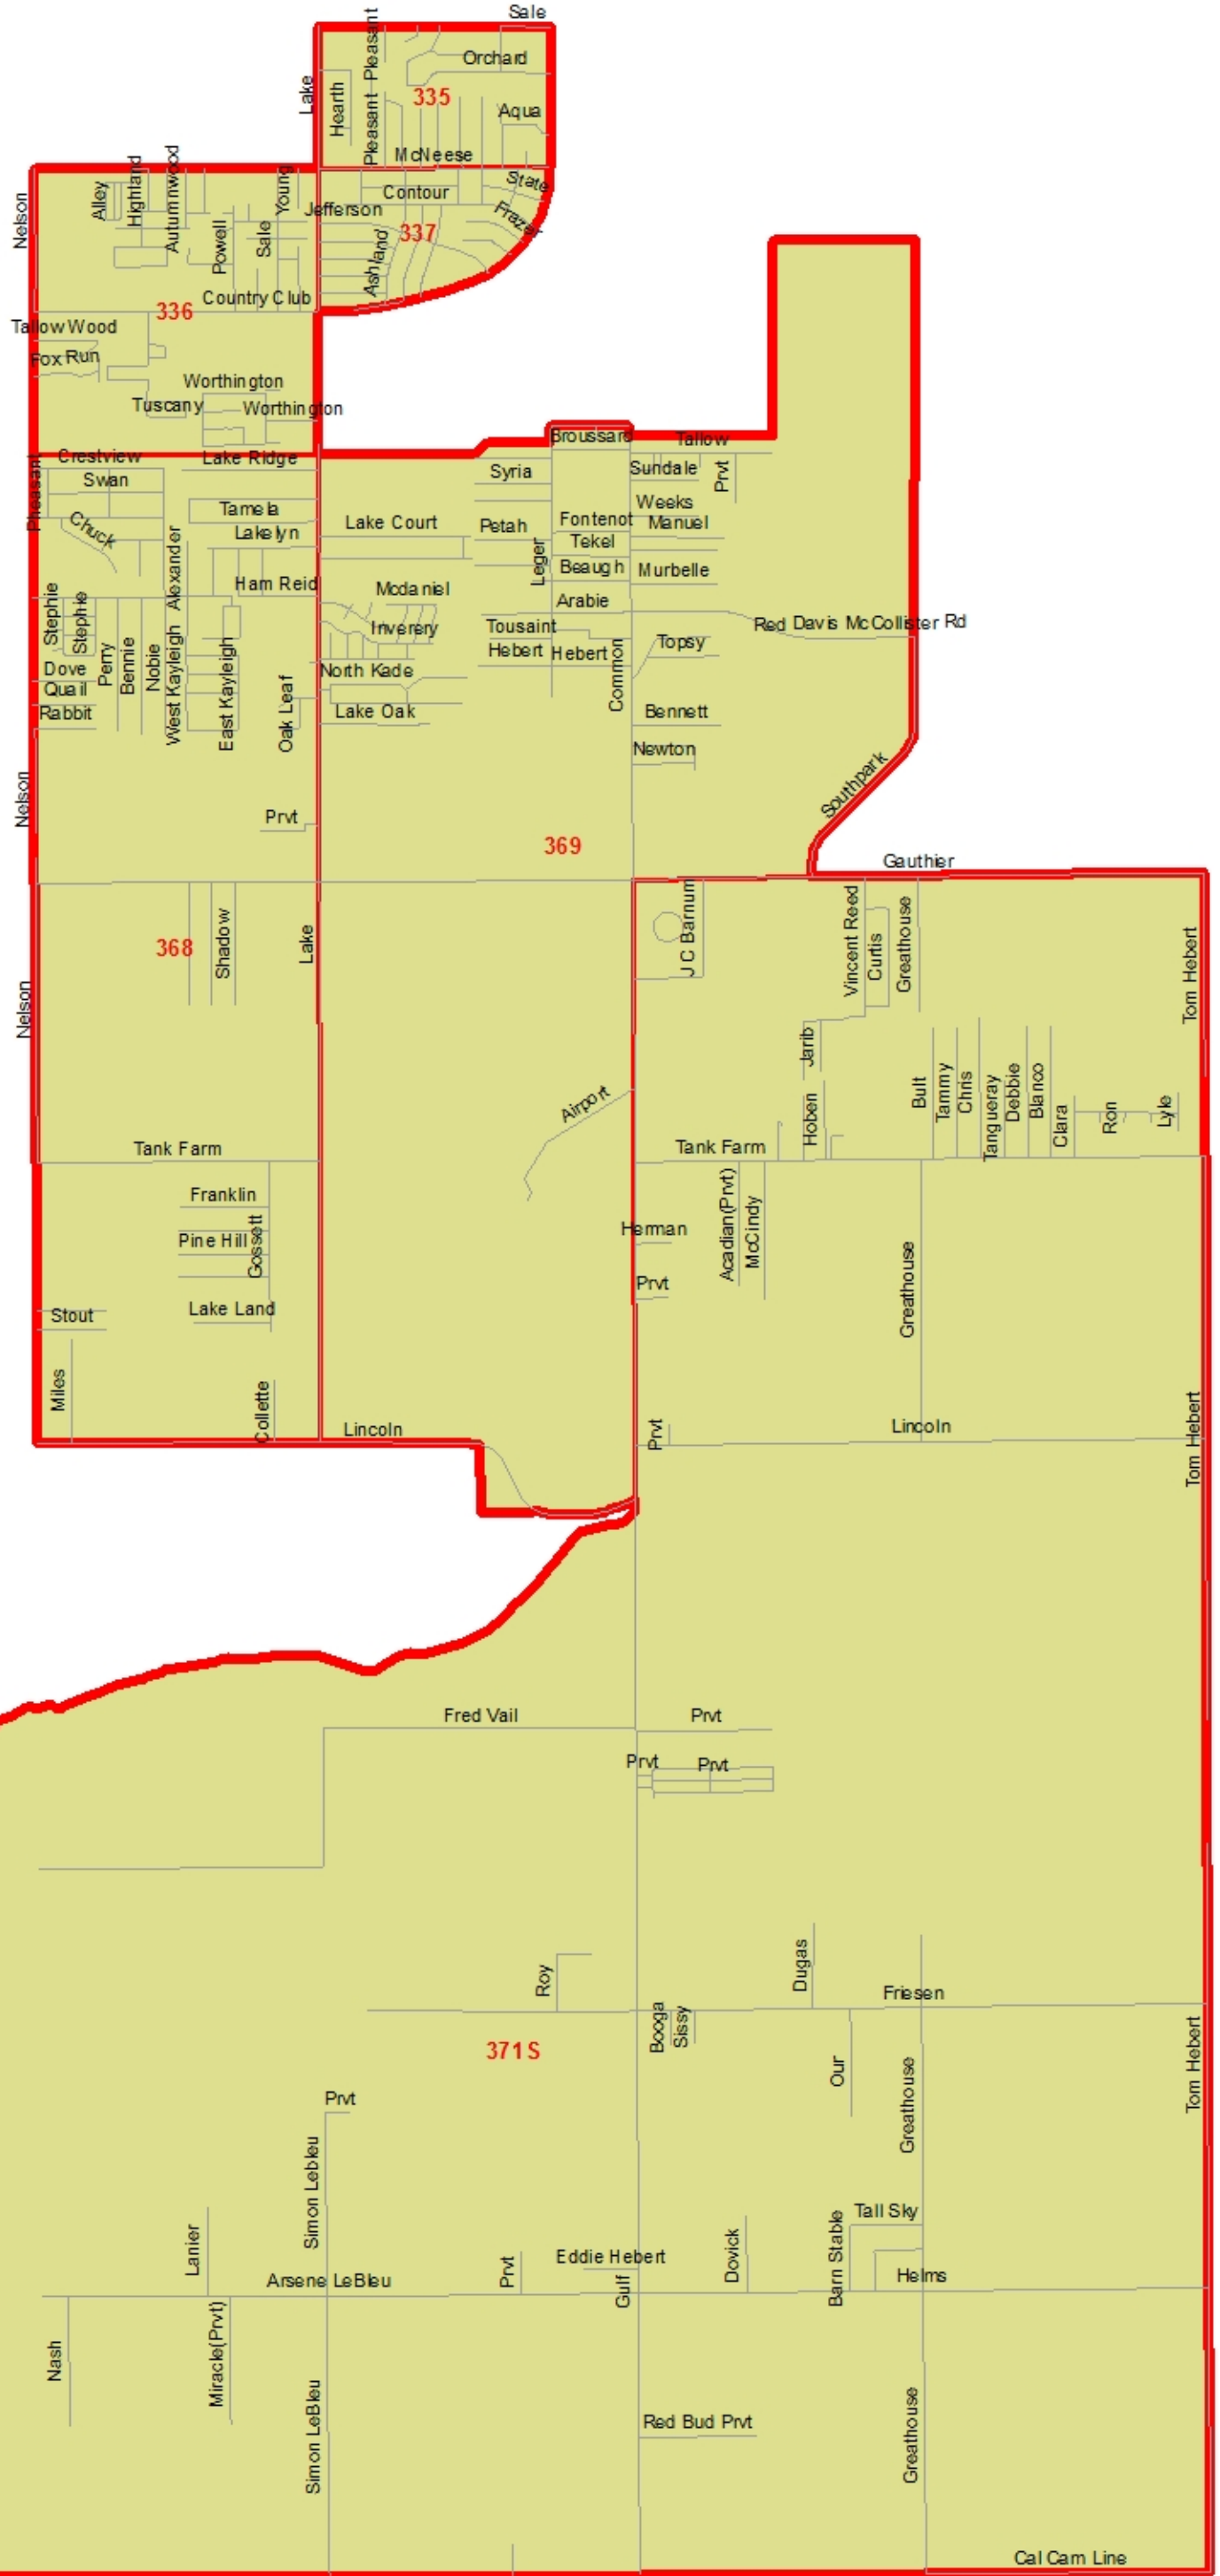 Sale
Pleasant
Orchard
Lake
Hearth
335
Pleasant
Aqua
McNeese
State
Contour
Frazer
Jefferson
337
Ashland
Nelson
Alley
Highland
Autumnwood
Powell
Sale
Young
Country Club
336
Tallow Wood
Fox Run
Worthington
Tuscany
Worthington
Broussard
Tallow
Crestview
Lake Ridge
Pheasant
Swan
Syria
Sundale
Prvt
Tamela
Weeks
Chuck
Lakelyn
Lake Court
Petah
Fontenot
Manuel
Tekel
Leger
Alexander
Ham Reid
Mcdaniel
Beaugh
Murbelle
Arabie
Stephie
Stephie
Inverery
Tousaint
Red Davis McCollister Rd
Perry
Bennie
Nobie
West Kayleigh
East Kayleigh
Hebert
Hebert
Topsy
Common
Dove
Quail
Rabbit
North Kade
Oak Leaf
Lake Oak
Bennett
Newton
Nelson
Southpark
Prvt
369
Gauthier
368
Shadow
Lake
J C Barnum
Vincent Reed
Curtis
Greathouse
Tom Hebert
Nelson
Jarib
Airport
Hoben
Bult
Tammy
Chris
Tangueray
Debbie
Blanco
Clara
Ron
Lyle
Tank Farm
Tank Farm
Franklin
Acadian(Prvt)
McCindy
Gossett
Pine Hill
Herman
Greathouse
Prvt
Stout
Lake Land
Miles
Collette
Lincoln
Prvt
Lincoln
Tom Hebert
Fred Vail
Prvt
Prvt
Prvt
Roy
Dugas
Friesen
Booga
Sissy
371S
Our
Greathouse
Tom Hebert
Prvt
Simon Lebleu
Lanier
Tall Sky
Barn Stable
Dovick
Eddie Hebert
Prvt
Arsene LeBleu
Gulf
Helms
Nash
Miracle(Prvt)
Simon LeBleu
Red Bud Prvt
Greathouse
Cal Cam Line